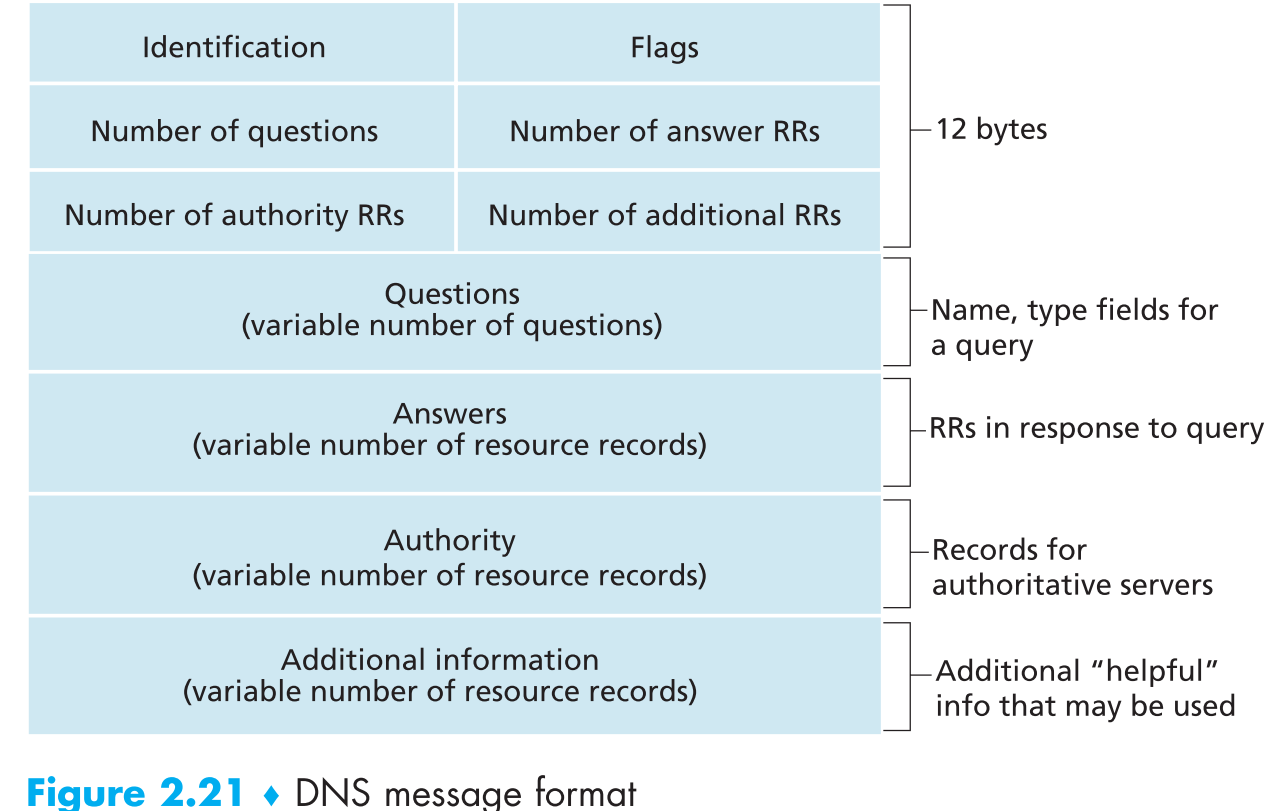 Identification
Flags
Number of questions
Number of answer RRs
12 bytes
Number of authority RRs
Number of additional RRs
Questions
(variable number of questions)
Name, type fields for
a query
Answers
(variable number of resource records)
RRs in response to query
Authority
(variable number of resource records)
Records for
authoritative servers
Additional information
(variable number of resource records)
Additional “helpful”
info that may be used
Figure 2.21 ♦ DNS message format